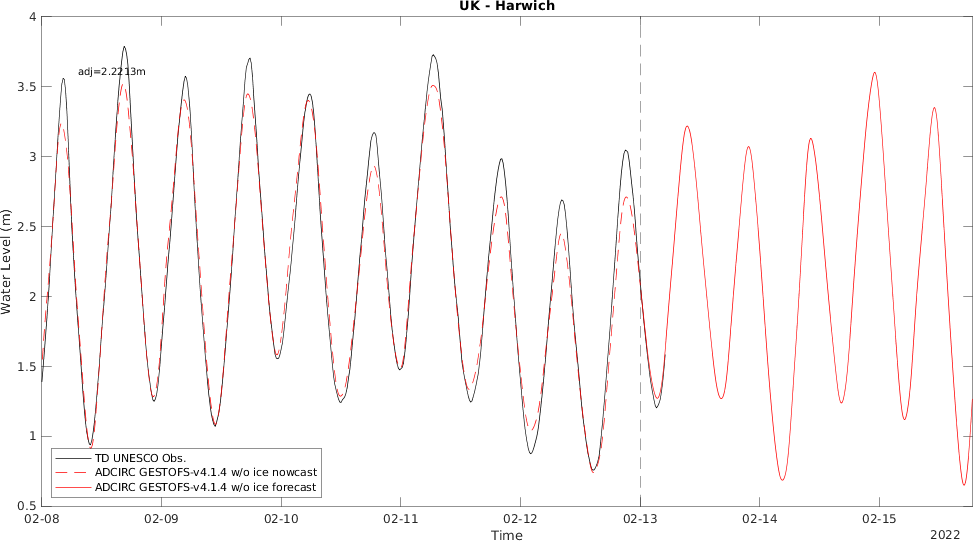 UK - Harwich
Water Level (m)
4
3.5
3
2.5
2
1.5
1
0.5
adj=2.2213m
TD UNESCO Obs.
ADCIRC GESTOFS-v4.1.4 w/o ice nowcast
ADCIRC GESTOFS-v4.1.4 w/o ice forecast
02-08 02-09 02-10 02-11 02-12 02-13 02-14 02-15
Time
2022